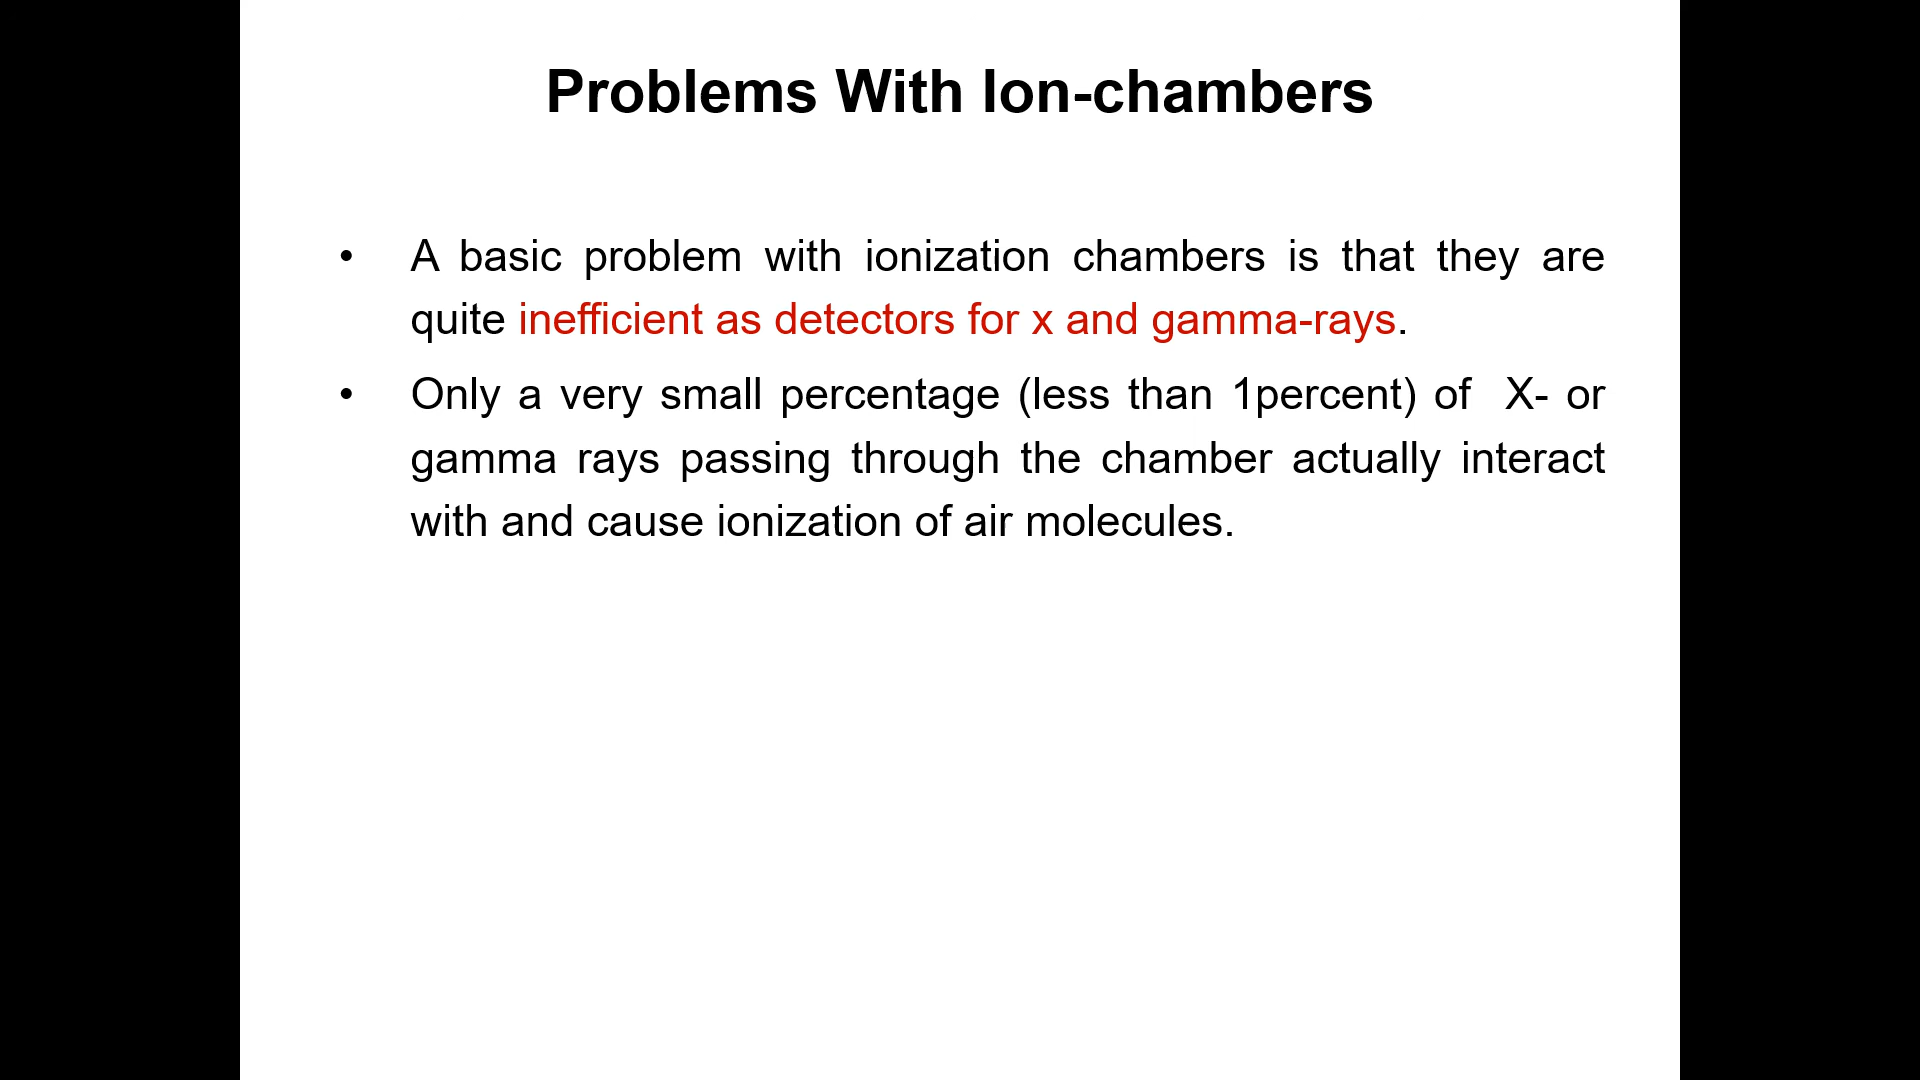 Problems With Ion-chambers
• A basic problem with ionization chambers is that they are
quite inefficient as detectors for x and gamma-rays.
• Only a very small percentage (less than 1percent) of  X- or
gamma rays passing through the chamber actually interact
with and cause ionization of air molecules.